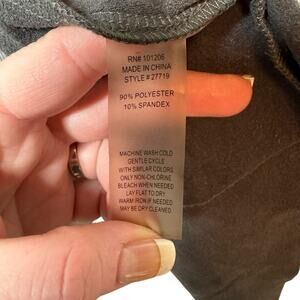 RN# 101206
MADE IN CHINA
STYLE # 27719
90% POLYESTER
10% SPANDEX
MACHINE WASH COLD
GENTLE CYCLE
WITH SIMILAR COLORS
ONLY NON-CHLORINE
BLEACH WHEN NEEDED
LAY FLAT TO DRY
WARM IRON IF NEEDED
MAY BE DRY CLEANED